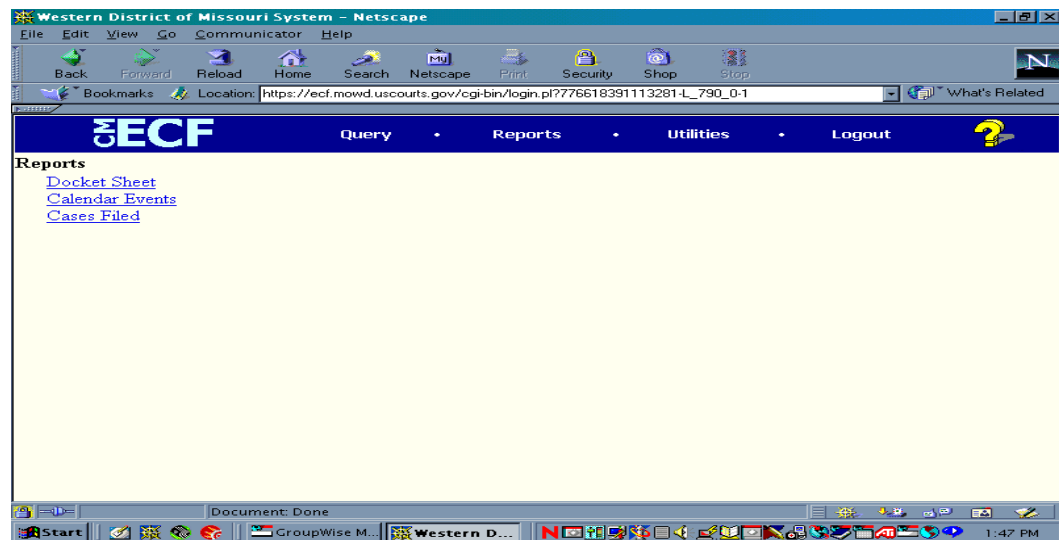 Western District of Missouri System - Netscape
File Edit View Go Communicator Help
Back Forward Reload Home Search Netscape Print Security Shop Stop
Bookmarks Location: https://ecf.mowd.uscourts.gov/cgi-bin/login.pl?776618391113281-L_790_0-1 What's Related
CM ECF Query • Reports • Utilities • Logout ?
Reports
Docket Sheet
Calendar Events
Cases Filed
Document: Done
Start GroupWise M... Western D... 1:47 PM